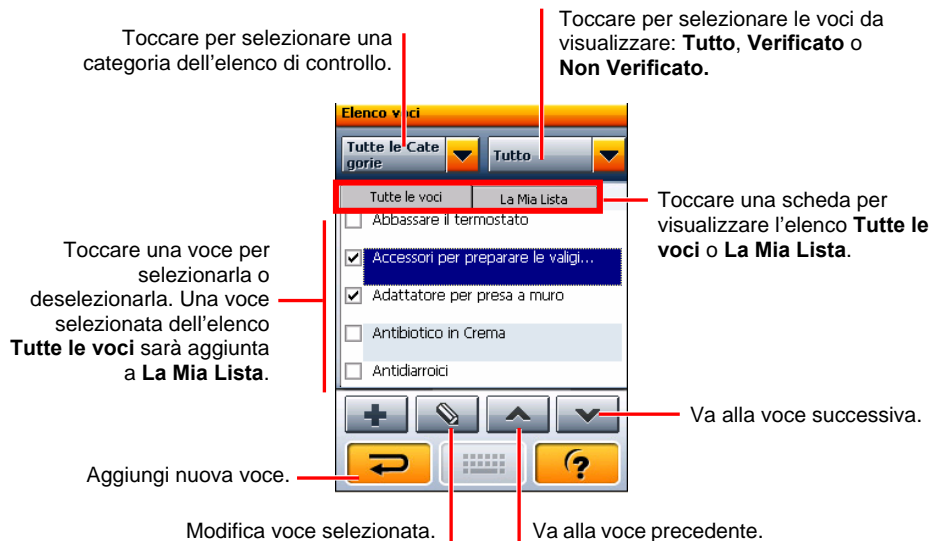 Toccare per selezionare una
categoria dell'elenco di controllo.
Toccare per selezionare le voci da
visualizzare: Tutto, Verificato o
Non Verificato.
Elenco voci
Tutte le Cate
gorie
Tutto
Tutte le voci
La Mia Lista
Abbassare il termostato
Accessori per preparare le valigi...
Adattatore per presa a muro
Antibiotico in Crema
Antidiarroici
Toccare una scheda per
visualizzare l'elenco Tutte le
voci o La Mia Lista.
Toccare una voce per
selezionarla o
deselezionarla. Una voce
selezionata dell'elenco
Tutte le voci sarà aggiunta
a La Mia Lista.
Va alla voce successiva.
Aggiungi nuova voce.
Modifica voce selezionata.
Va alla voce precedente.